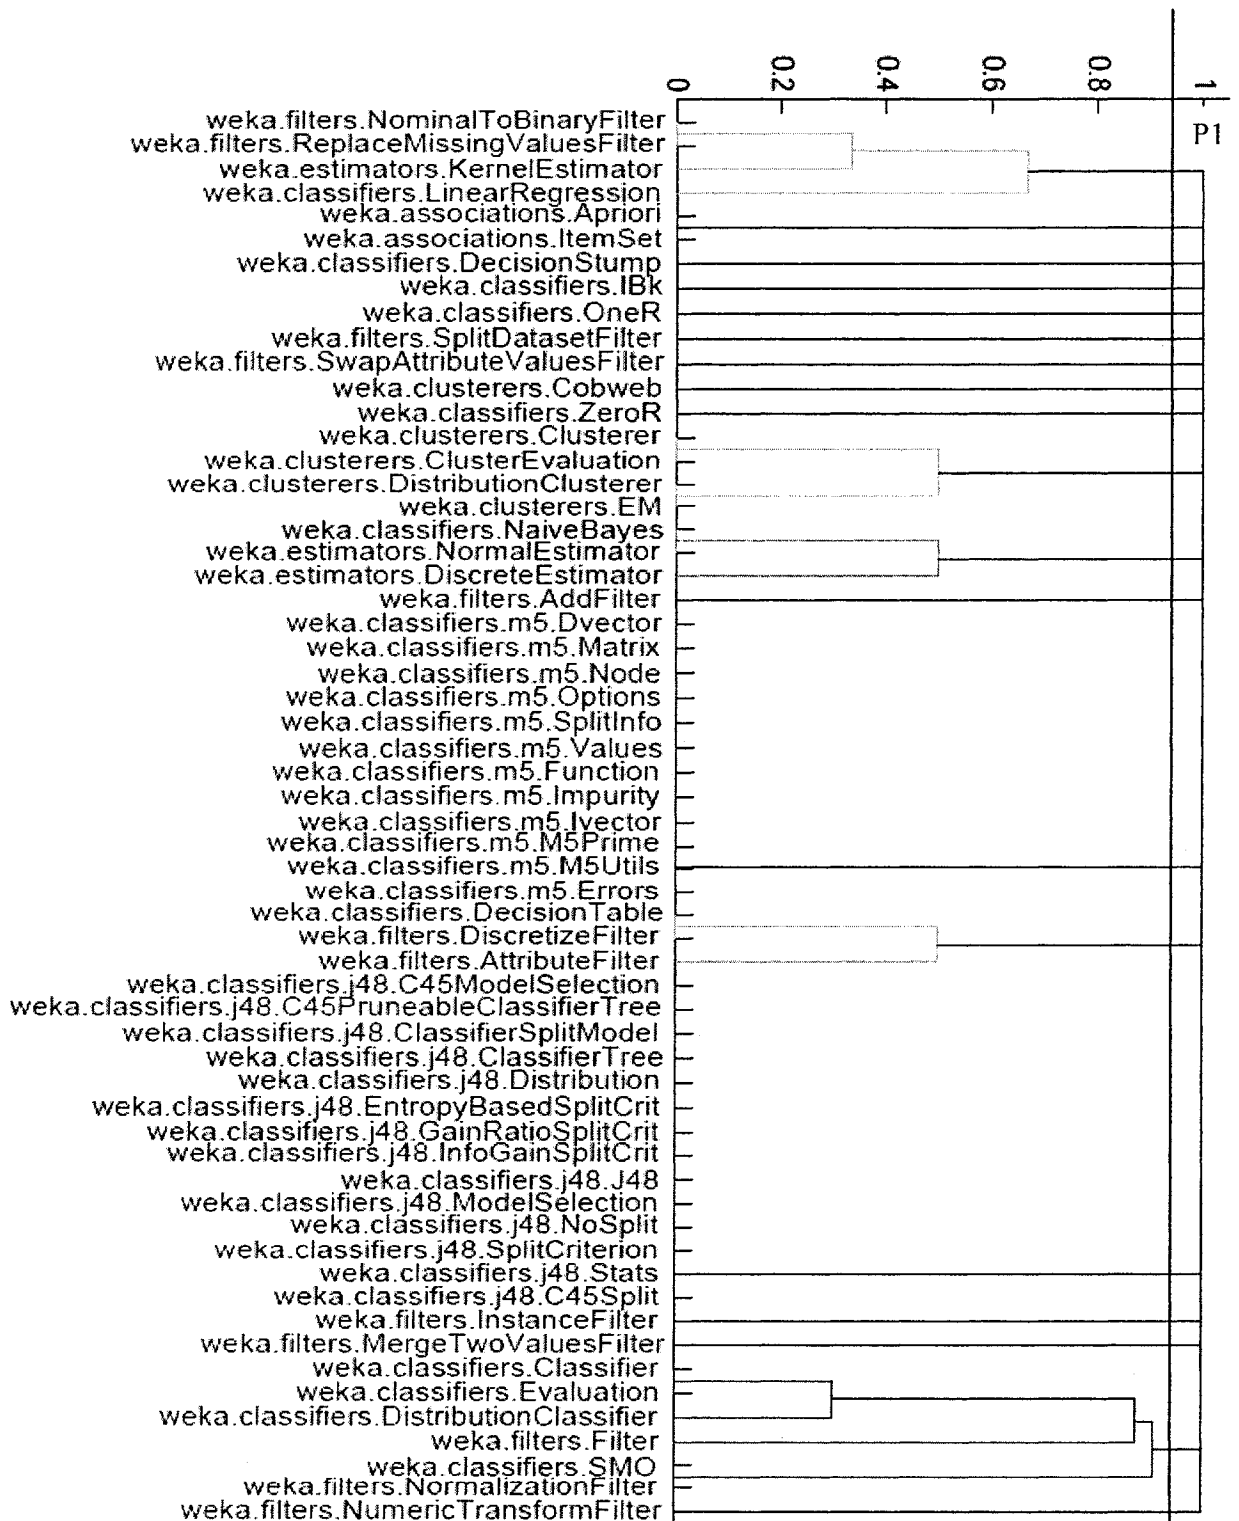 0 0.2 0.4 0.6 0.8 1
P1
weka.filters.NominalToBinaryFilter
weka.filters.ReplaceMissingValuesFilter
weka.estimators.KernelEstimator
weka.classifiers.LinearRegression
weka.associations.Apriori
weka.associations.ItemSet
weka.classifiers.DecisionStump
weka.classifiers.IBk
weka.classifiers.OneR
weka.filters.SplitDatasetFilter
weka.filters.SwapAttributeValuesFilter
weka.clusterers.Cobweb
weka.classifiers.ZeroR
weka.clusterers.Clusterer
weka.clusterers.ClusterEvaluation
weka.clusterers.DistributionClusterer
weka.clusterers.EM
weka.classifiers.NaiveBayes
weka.estimators.NormalEstimator
weka.estimators.DiscreteEstimator
weka.filters.AddFilter
weka.classifiers.m5.Dvector
weka.classifiers.m5.Matrix
weka.classifiers.m5.Node
weka.classifiers.m5.Options
weka.classifiers.m5.SplitInfo
weka.classifiers.m5.Values
weka.classifiers.m5.Function
weka.classifiers.m5.Impurity
weka.classifiers.m5.Ivector
weka.classifiers.m5.M5Prime
weka.classifiers.m5.M5Utils
weka.classifiers.m5.Errors
weka.classifiers.DecisionTable
weka.filters.DiscretizeFilter
weka.filters.AttributeFilter
weka.classifiers.j48.C45ModelSelection
weka.classifiers.j48.C45PruneableClassifierTree
weka.classifiers.j48.ClassifierSplitModel
weka.classifiers.j48.ClassifierTree
weka.classifiers.j48.Distribution
weka.classifiers.j48.EntropyBasedSplitCrit
weka.classifiers.j48.GainRatioSplitCrit
weka.classifiers.j48.InfoGainSplitCrit
weka.classifiers.j48.J48
weka.classifiers.j48.ModelSelection
weka.classifiers.j48.NoSplit
weka.classifiers.j48.SplitCriterion
weka.classifiers.j48.Stats
weka.classifiers.j48.C45Split
weka.filters.InstanceFilter
weka.filters.MergeTwoValuesFilter
weka.classifiers.Classifier
weka.classifiers.Evaluation
weka.classifiers.DistributionClassifier
weka.filters.Filter
weka.classifiers.SMO
weka.filters.NormalizationFilter
weka.filters.NumericTransformFilter